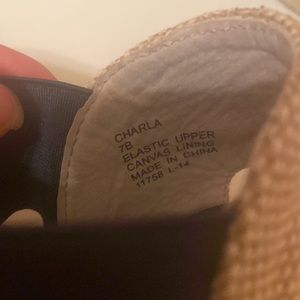 CHARLA
7B
ELASTIC UPPER
CANVAS LINING
MADE IN CHINA
11758 L-14